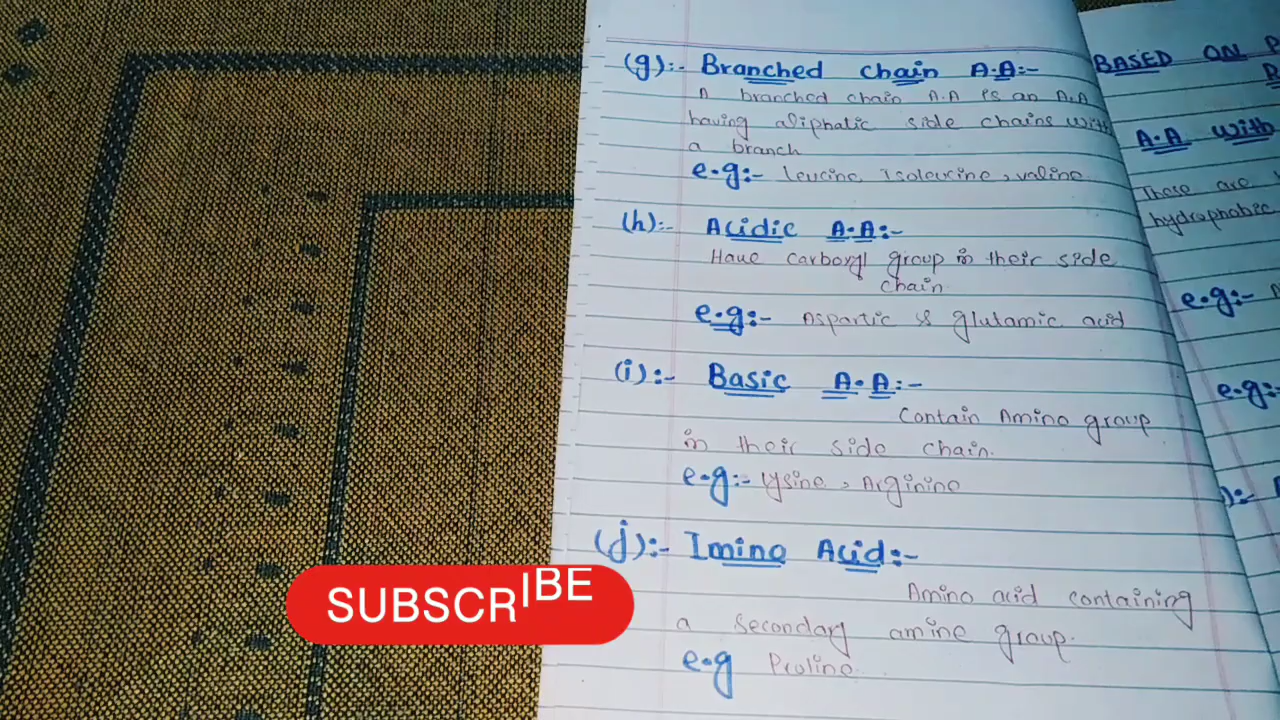 (g):- Branched chain A.A:-
A branched chain A.A is an A.A
having aliphatic side chains with
a branch
e.g:- leucine Isoleucine, valine
(h):- Acidic A.A:-
Have carboxyl group in their side
chain.
e.g:- Aspartic & glutamic acid
(i):- Basic A.A:-
Contain Amino group
in their side chain.
e.g:- lysine, Arginine
(j):- Imino Acid:-
Amino acid containing
a secondary amine group.
e.g Proline
BASED ON
A.A With
These are
hydrophobic
e.g:-
e.g:-
):-
SUBSCRIBE